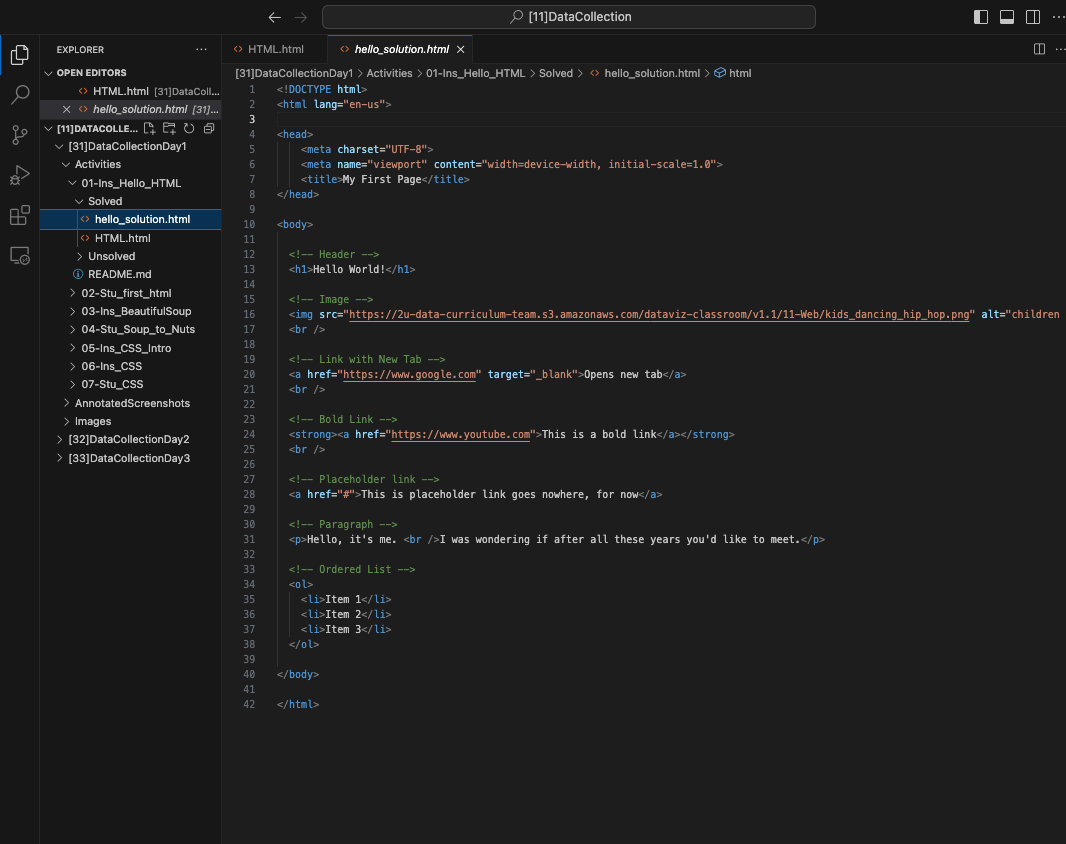 [11]DataCollection
EXPLORER
OPEN EDITORS
HTML.html [31]DataColl...
hello_solution.html [31]...
[11]DATACOLLE...
[31]DataCollectionDay1
Activities
01-Ins_Hello_HTML
Solved
hello_solution.html
HTML.html
Unsolved
README.md
02-Stu_first_html
03-Ins_BeautifulSoup
04-Stu_Soup_to_Nuts
05-Ins_CSS_Intro
06-Ins_CSS
07-Stu_CSS
AnnotatedScreenshots
Images
[32]DataCollectionDay2
[33]DataCollectionDay3
HTML.html
hello_solution.html
[31]DataCollectionDay1 > Activities > 01-Ins_Hello_HTML > Solved > hello_solution.html > html
1 <!DOCTYPE html>
2 <html lang="en-us">
3
4 <head>
5 <meta charset="UTF-8">
6 <meta name="viewport" content="width=device-width, initial-scale=1.0">
7 <title>My First Page</title>
8 </head>
9
10 <body>
11
12 <!-- Header -->
13 <h1>Hello World!</h1>
14
15 <!-- Image -->
16 <img src="https://2u-data-curriculum-team.s3.amazonaws.com/dataviz-classroom/v1.1/11-Web/kids_dancing_hip_hop.png" alt="children
17 <br />
18
19 <!-- Link with New Tab -->
20 <a href="https://www.google.com" target="_blank">Opens new tab</a>
21 <br />
22
23 <!-- Bold Link -->
24 <strong><a href="https://www.youtube.com">This is a bold link</a></strong>
25 <br />
26
27 <!-- Placeholder link -->
28 <a href="#">This is placeholder link goes nowhere, for now</a>
29
30 <!-- Paragraph -->
31 <p>Hello, it's me. <br />I was wondering if after all these years you'd like to meet.</p>
32
33 <!-- Ordered List -->
34 <ol>
35 <li>Item 1</li>
36 <li>Item 2</li>
37 <li>Item 3</li>
38 </ol>
39
40 </body>
41
42 </html>